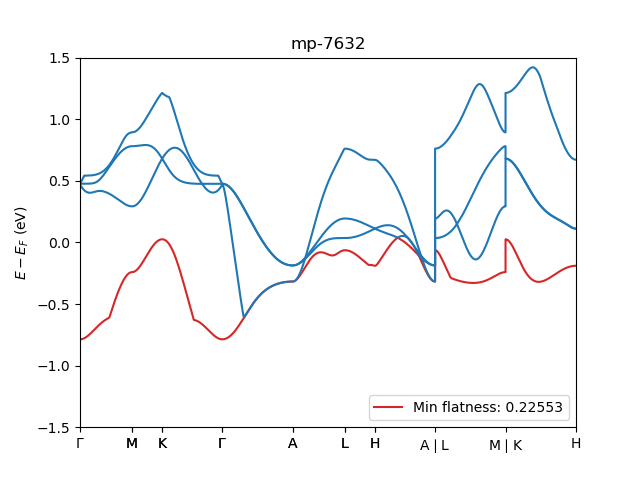 mp-7632
E − E_F (eV)
1.5
1.0
0.5
0.0
−0.5
−1.0
−1.5
Min flatness: 0.22553
Γ M K Γ A L H A | L M | K H